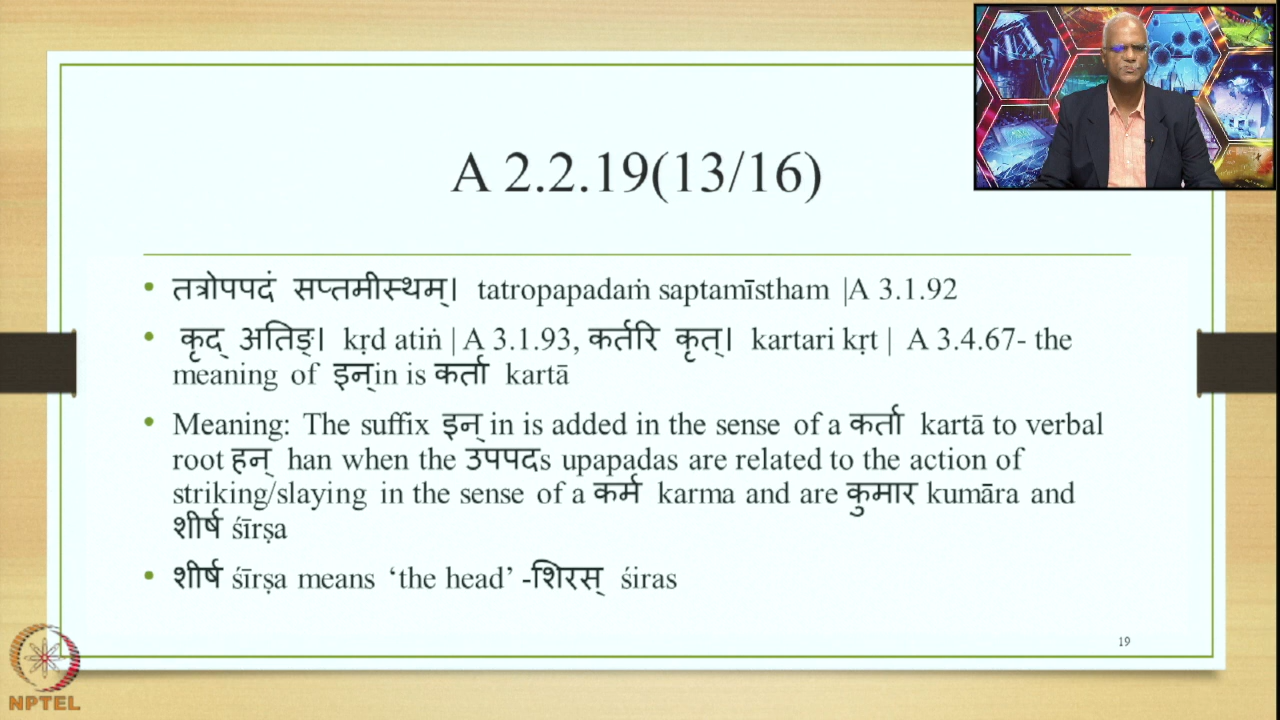 A 2.2.19(13/16)
• तत्रोपपदं सप्तमीस्थम्। tatropapadaṁ saptamīstham |A 3.1.92
• कृद् अतिङ्। kṛd atiṅ | A 3.1.93, कर्तरि कृत्। kartari kṛt | A 3.4.67- the
meaning of इन्in is कर्ता kartā
• Meaning: The suffix इन् in is added in the sense of a कर्ता kartā to verbal
root हन् han when the उपपदs upapadas are related to the action of
striking/slaying in the sense of a कर्म karma and are कुमार kumāra and
शीर्ष śīrṣa
• शीर्ष śīrṣa means ‘the head’ -शिरस् śiras
19
NPTEL